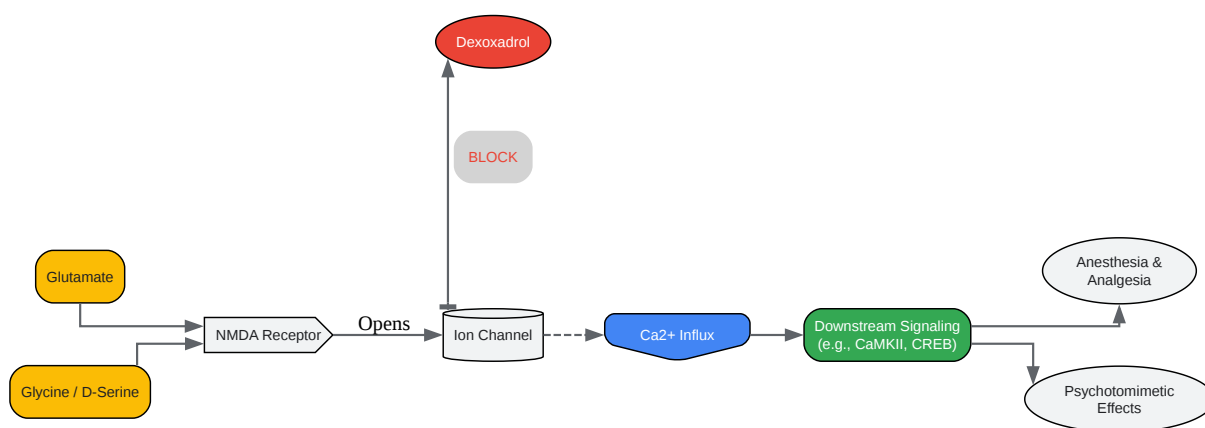 Dexoxadrol
BLOCK
Glutamate
Glycine / D-Serine
NMDA Receptor
Opens
Ion Channel
Ca2+ Influx
Downstream Signaling
(e.g., CaMKII, CREB)
Anesthesia &
Analgesia
Psychotomimetic
Effects